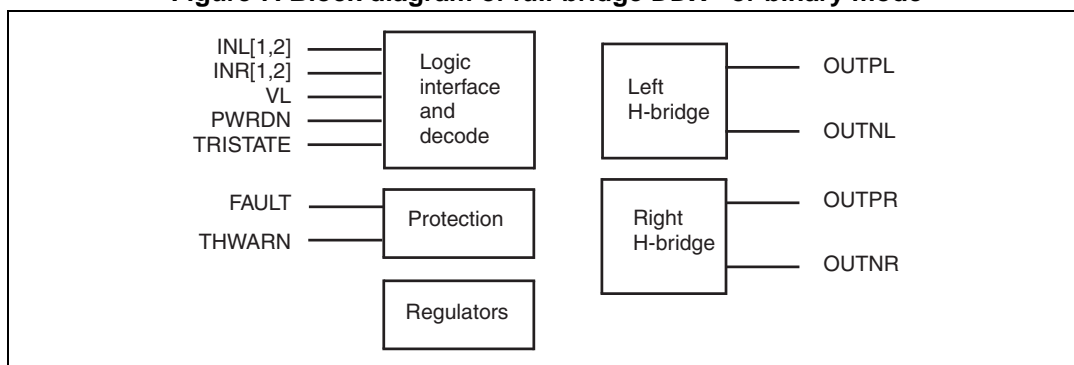 INL[1,2]
INR[1,2]
VL
PWRDN
TRISTATE
Logic
interface
and
decode
FAULT
THWARN
Protection
Regulators
Left
H-bridge
OUTPL
OUTNL
Right
H-bridge
OUTPR
OUTNR